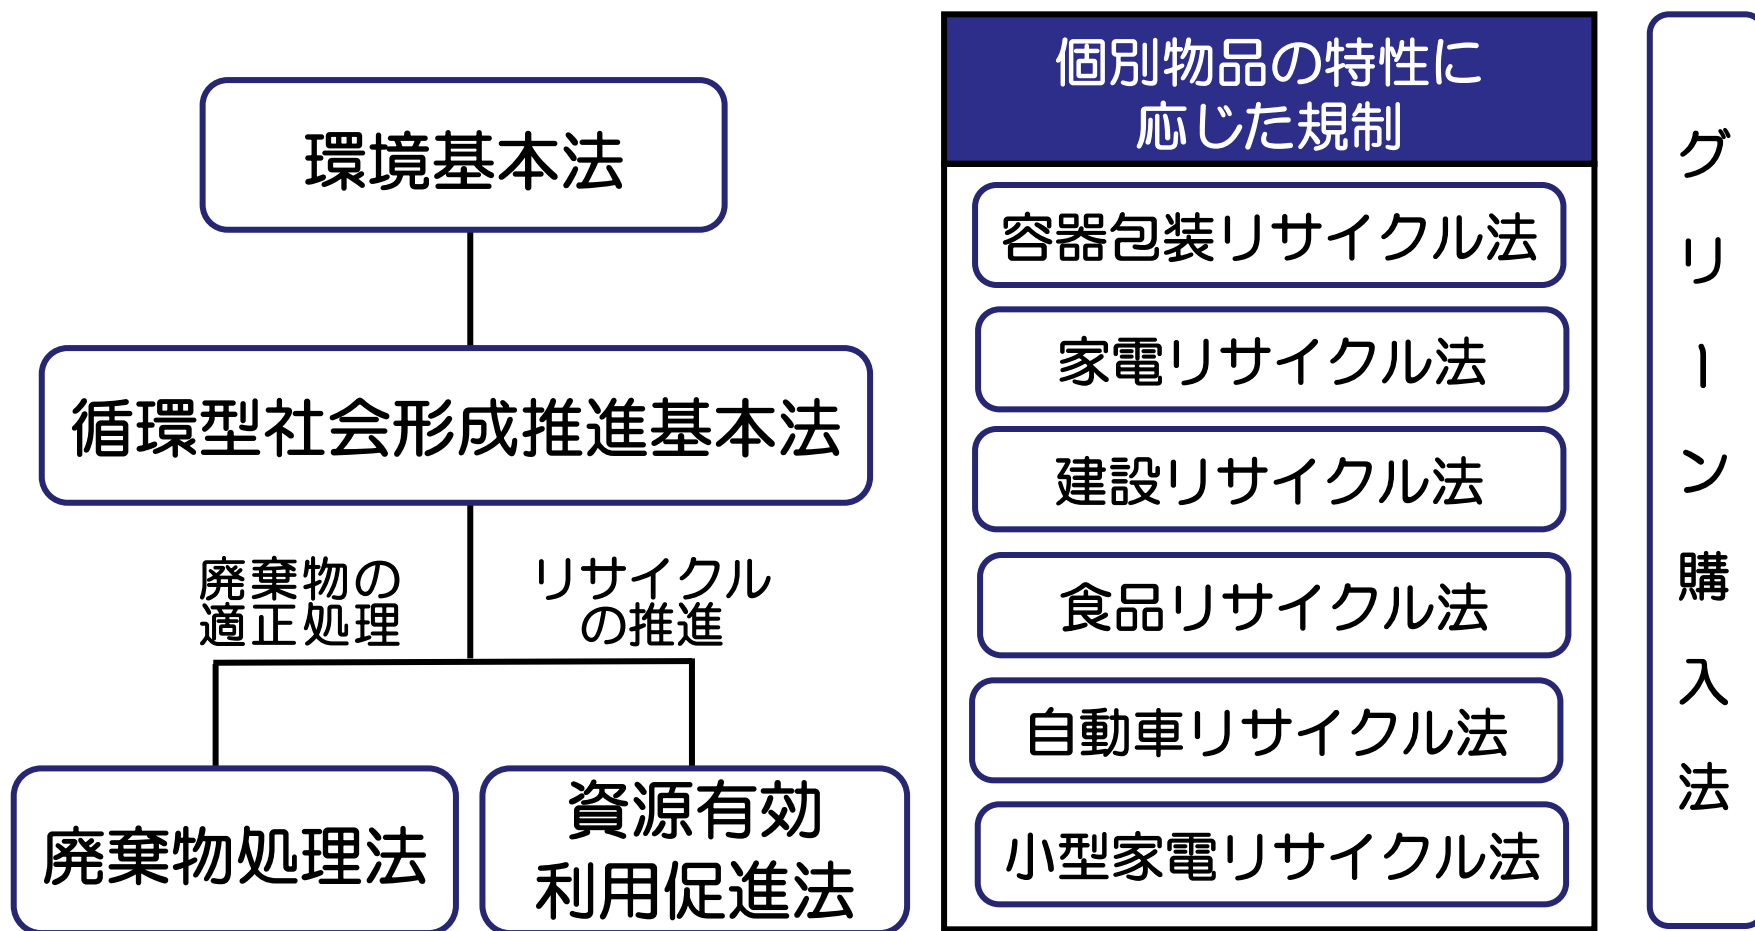 環境基本法
循環型社会形成推進基本法
廃棄物の
適正処理
リサイクル
の推進
廃棄物処理法
資源有効
利用促進法
個別物品の特性に
応じた規制
容器包装リサイクル法
家電リサイクル法
建設リサイクル法
食品リサイクル法
自動車リサイクル法
小型家電リサイクル法
グリーン購入法